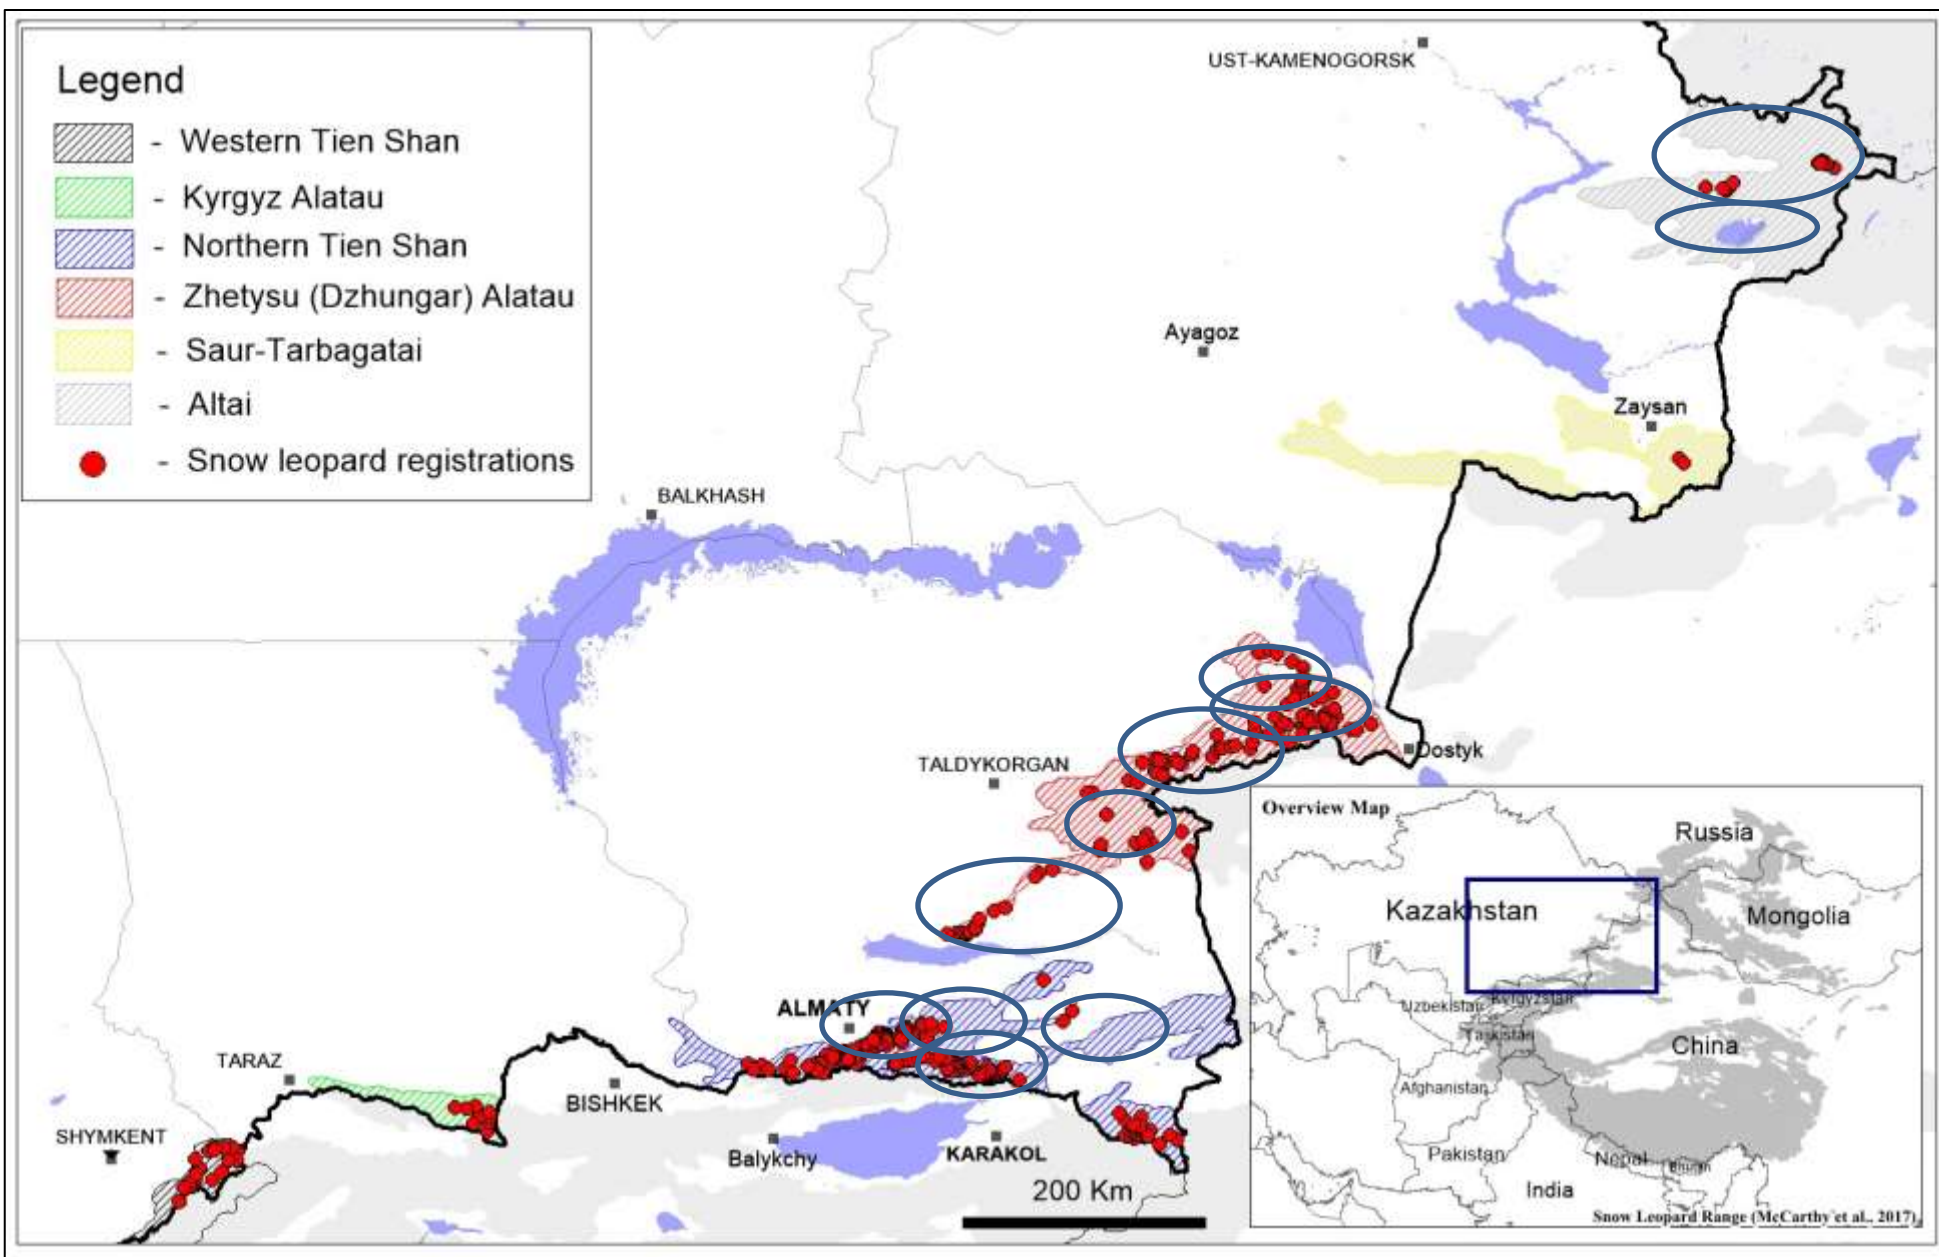 Legend
- Western Tien Shan
- Kyrgyz Alatau
- Northern Tien Shan
- Zhetysu (Dzhungar) Alatau
- Saur-Tarbagatai
- Altai
- Snow leopard registrations
UST-KAMENOGORSK
Ayagoz
Zaysan
BALKHASH
TALDYKORGAN
Dostyk
ALMATY
TARAZ
BISHKEK
SHYMKENT
Balykchy
KARAKOL
200 Km
Overview Map
Russia
Kazakhstan
Mongolia
Uzbekistan
Kyrgyzstan
Tajikistan
China
Afghanistan
Pakistan
Nepal
Bhutan
India
Snow Leopard Range (McCarthy et al., 2017)